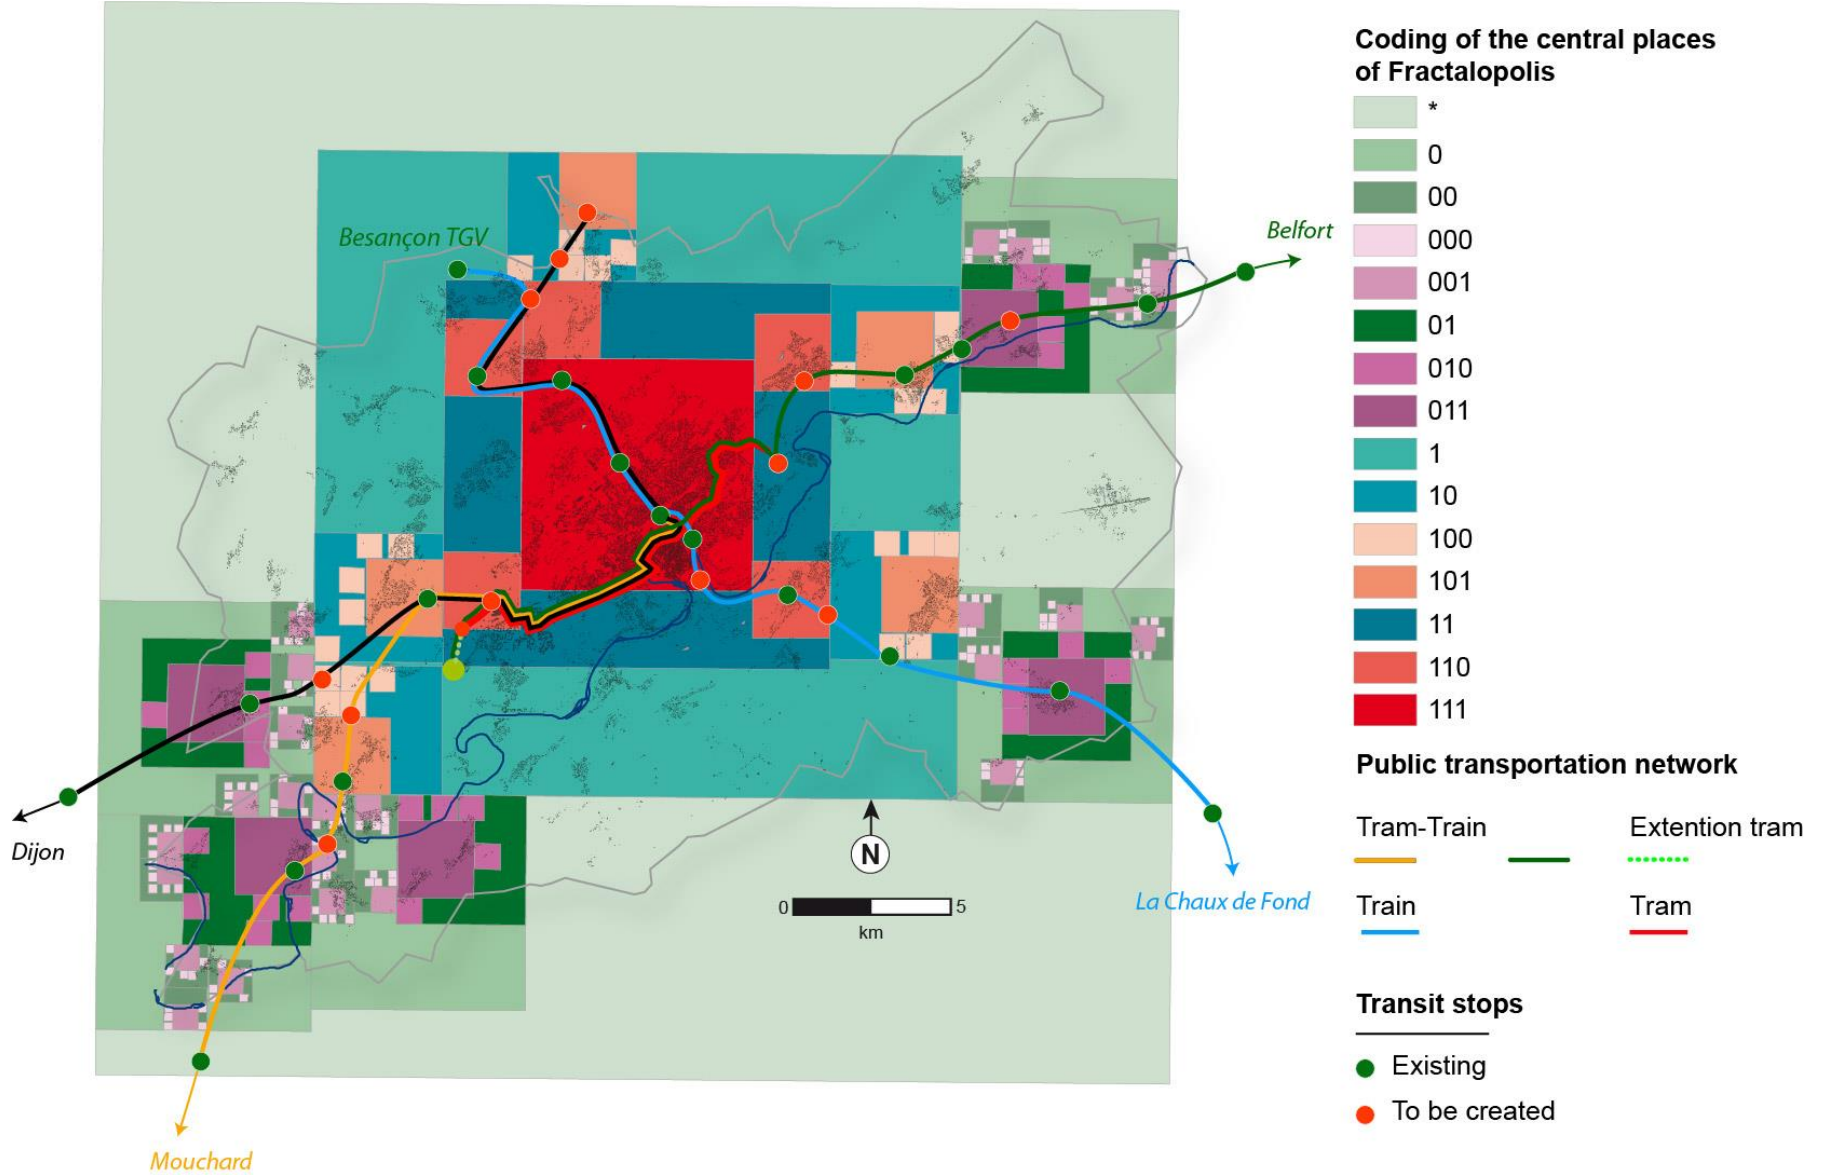 Besançon TGV
Belfort
Dijon
N
0 5
km
La Chaux de Fond
Mouchard
Coding of the central places
of Fractalopolis
*
0
00
000
001
01
010
011
1
10
100
101
11
110
111
Public transportation network
Tram-Train
Extention tram
Train
Tram
Transit stops
Existing
To be created